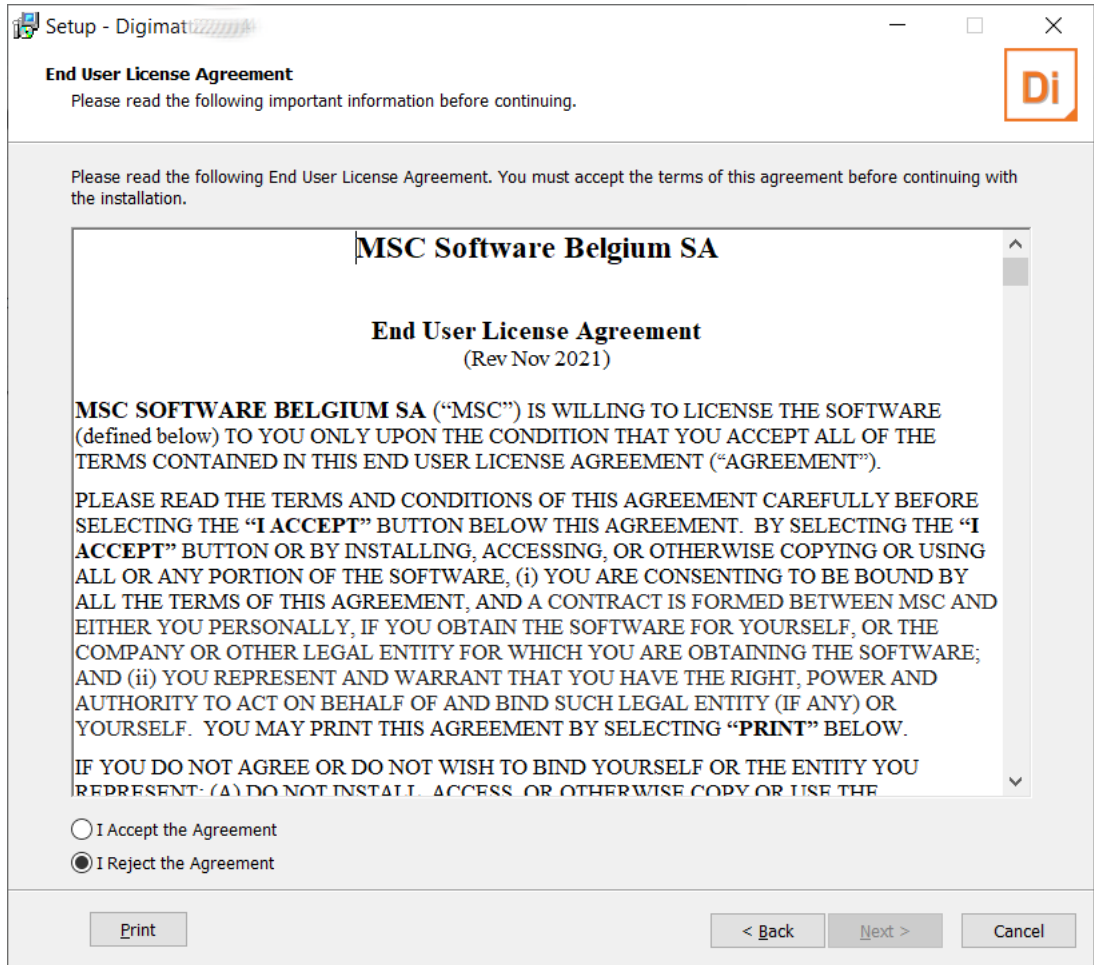 Setup - Digimat
End User License Agreement
Please read the following important information before continuing.
Di
Please read the following End User License Agreement. You must accept the terms of this agreement before continuing with
the installation.
MSC Software Belgium SA
End User License Agreement
(Rev Nov 2021)
MSC SOFTWARE BELGIUM SA (“MSC”) IS WILLING TO LICENSE THE SOFTWARE
(defined below) TO YOU ONLY UPON THE CONDITION THAT YOU ACCEPT ALL OF THE
TERMS CONTAINED IN THIS END USER LICENSE AGREEMENT (“AGREEMENT”).
PLEASE READ THE TERMS AND CONDITIONS OF THIS AGREEMENT CAREFULLY BEFORE
SELECTING THE “I ACCEPT” BUTTON BELOW THIS AGREEMENT.  BY SELECTING THE “I
ACCEPT” BUTTON OR BY INSTALLING, ACCESSING, OR OTHERWISE COPYING OR USING
ALL OR ANY PORTION OF THE SOFTWARE, (i) YOU ARE CONSENTING TO BE BOUND BY
ALL THE TERMS OF THIS AGREEMENT, AND A CONTRACT IS FORMED BETWEEN MSC AND
EITHER YOU PERSONALLY, IF YOU OBTAIN THE SOFTWARE FOR YOURSELF, OR THE
COMPANY OR OTHER LEGAL ENTITY FOR WHICH YOU ARE OBTAINING THE SOFTWARE;
AND (ii) YOU REPRESENT AND WARRANT THAT YOU HAVE THE RIGHT, POWER AND
AUTHORITY TO ACT ON BEHALF OF AND BIND SUCH LEGAL ENTITY (IF ANY) OR
YOURSELF.  YOU MAY PRINT THIS AGREEMENT BY SELECTING “PRINT” BELOW.
IF YOU DO NOT AGREE OR DO NOT WISH TO BIND YOURSELF OR THE ENTITY YOU
REPRESENT: (A) DO NOT INSTALL, ACCESS, OR OTHERWISE COPY OR USE THE
I Accept the Agreement
I Reject the Agreement
Print
< Back
Next >
Cancel